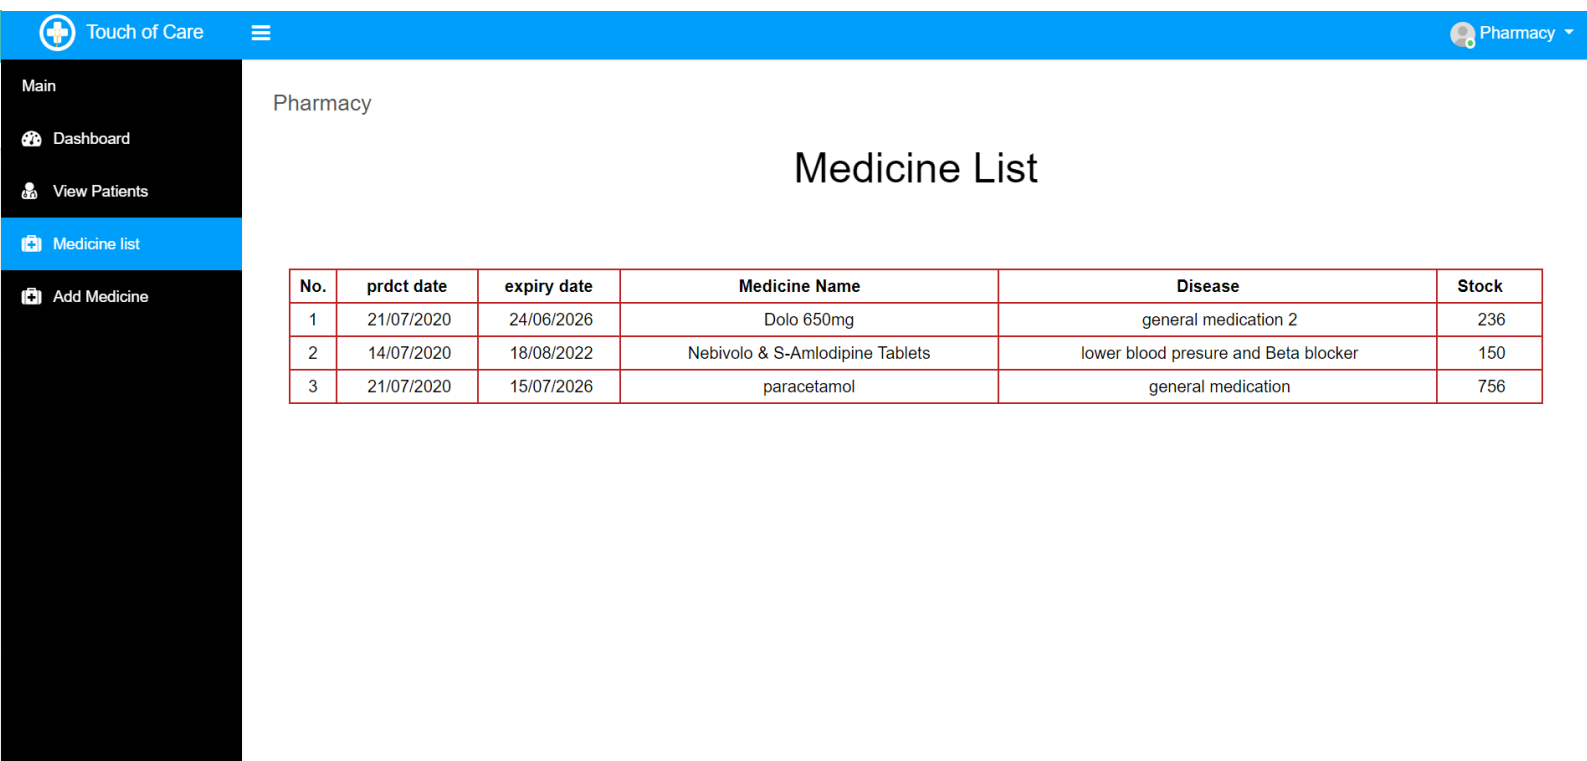 Touch of Care
Pharmacy
Main
Dashboard
View Patients
Medicine list
Add Medicine
Pharmacy
Medicine List
No. prdct date expiry date Medicine Name Disease Stock
1 21/07/2020 24/06/2026 Dolo 650mg general medication 2 236
2 14/07/2020 18/08/2022 Nebivolo & S-Amlodipine Tablets lower blood presure and Beta blocker 150
3 21/07/2020 15/07/2026 paracetamol general medication 756